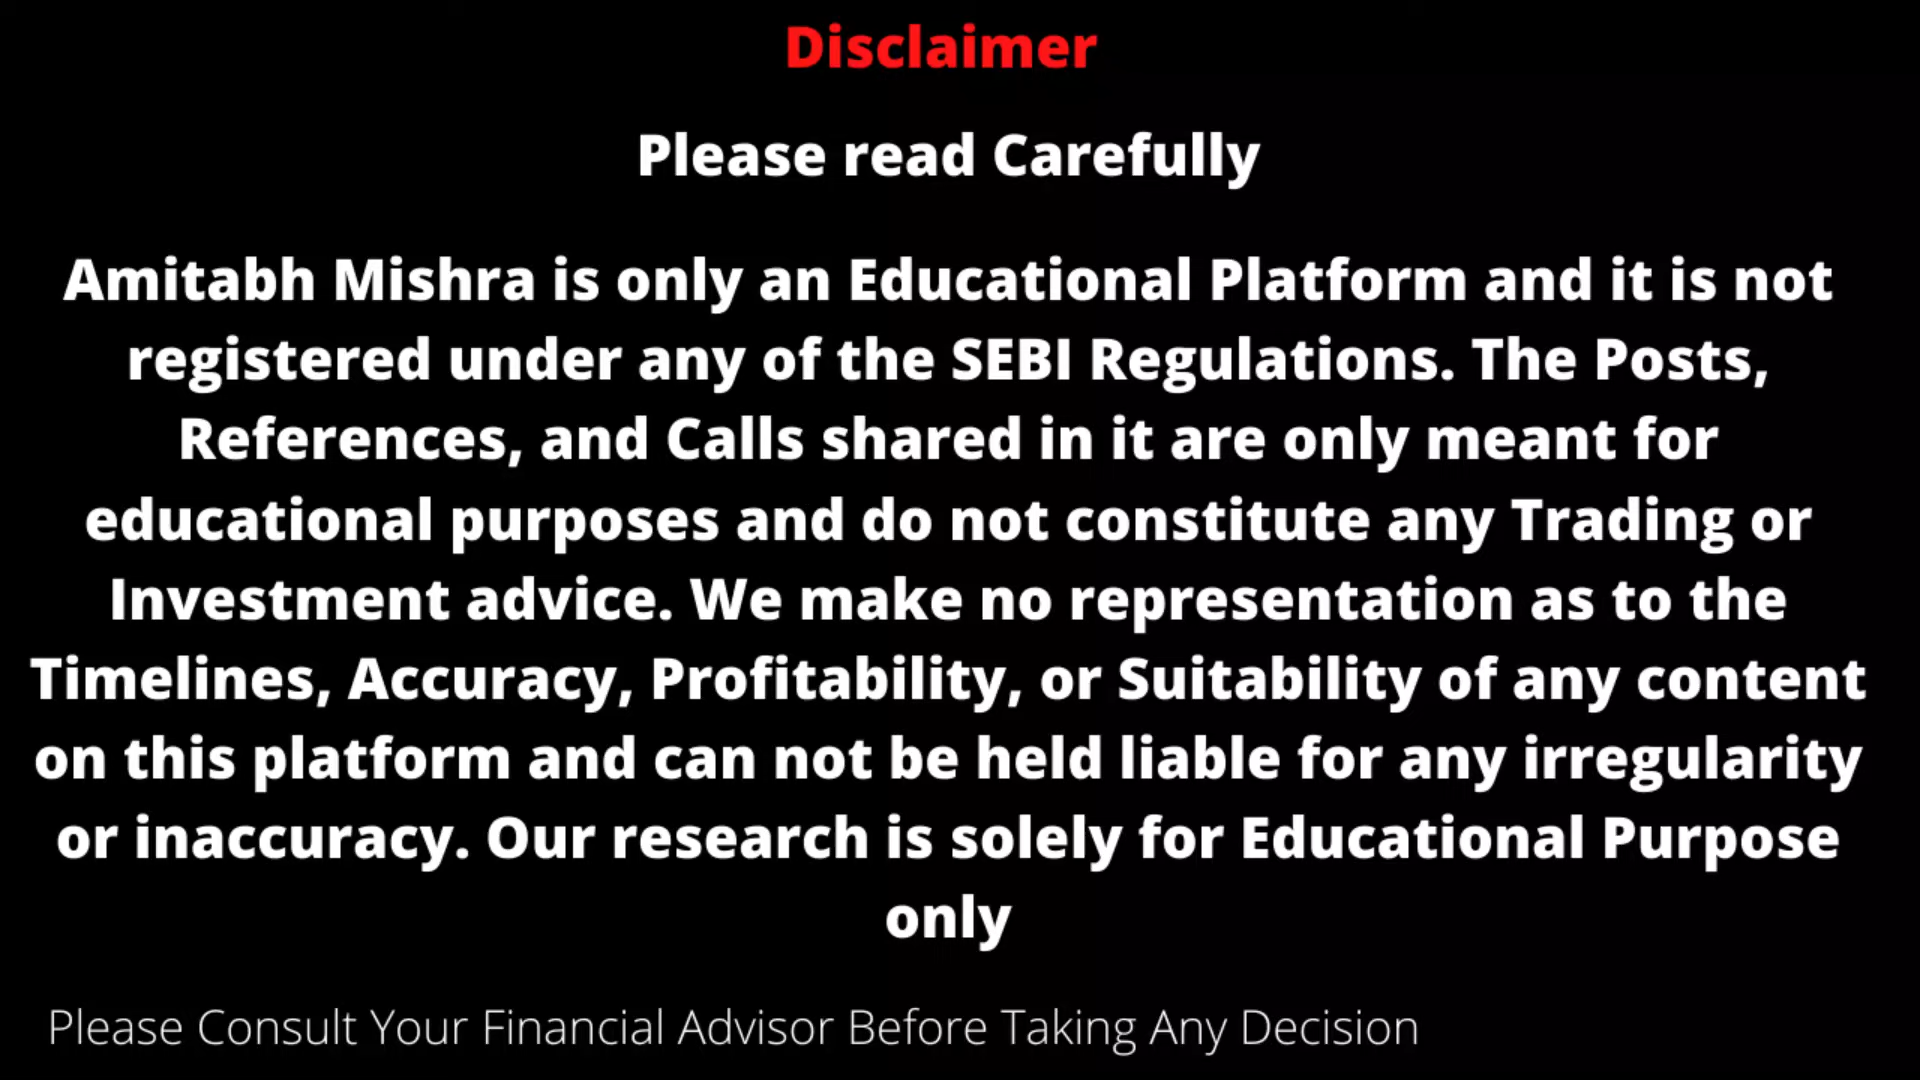 Disclaimer
Please read Carefully
Amitabh Mishra is only an Educational Platform and it is not
registered under any of the SEBI Regulations. The Posts,
References, and Calls shared in it are only meant for
educational purposes and do not constitute any Trading or
Investment advice. We make no representation as to the
Timelines, Accuracy, Profitability, or Suitability of any content
on this platform and can not be held liable for any irregularity
or inaccuracy. Our research is solely for Educational Purpose
only
Please Consult Your Financial Advisor Before Taking Any Decision